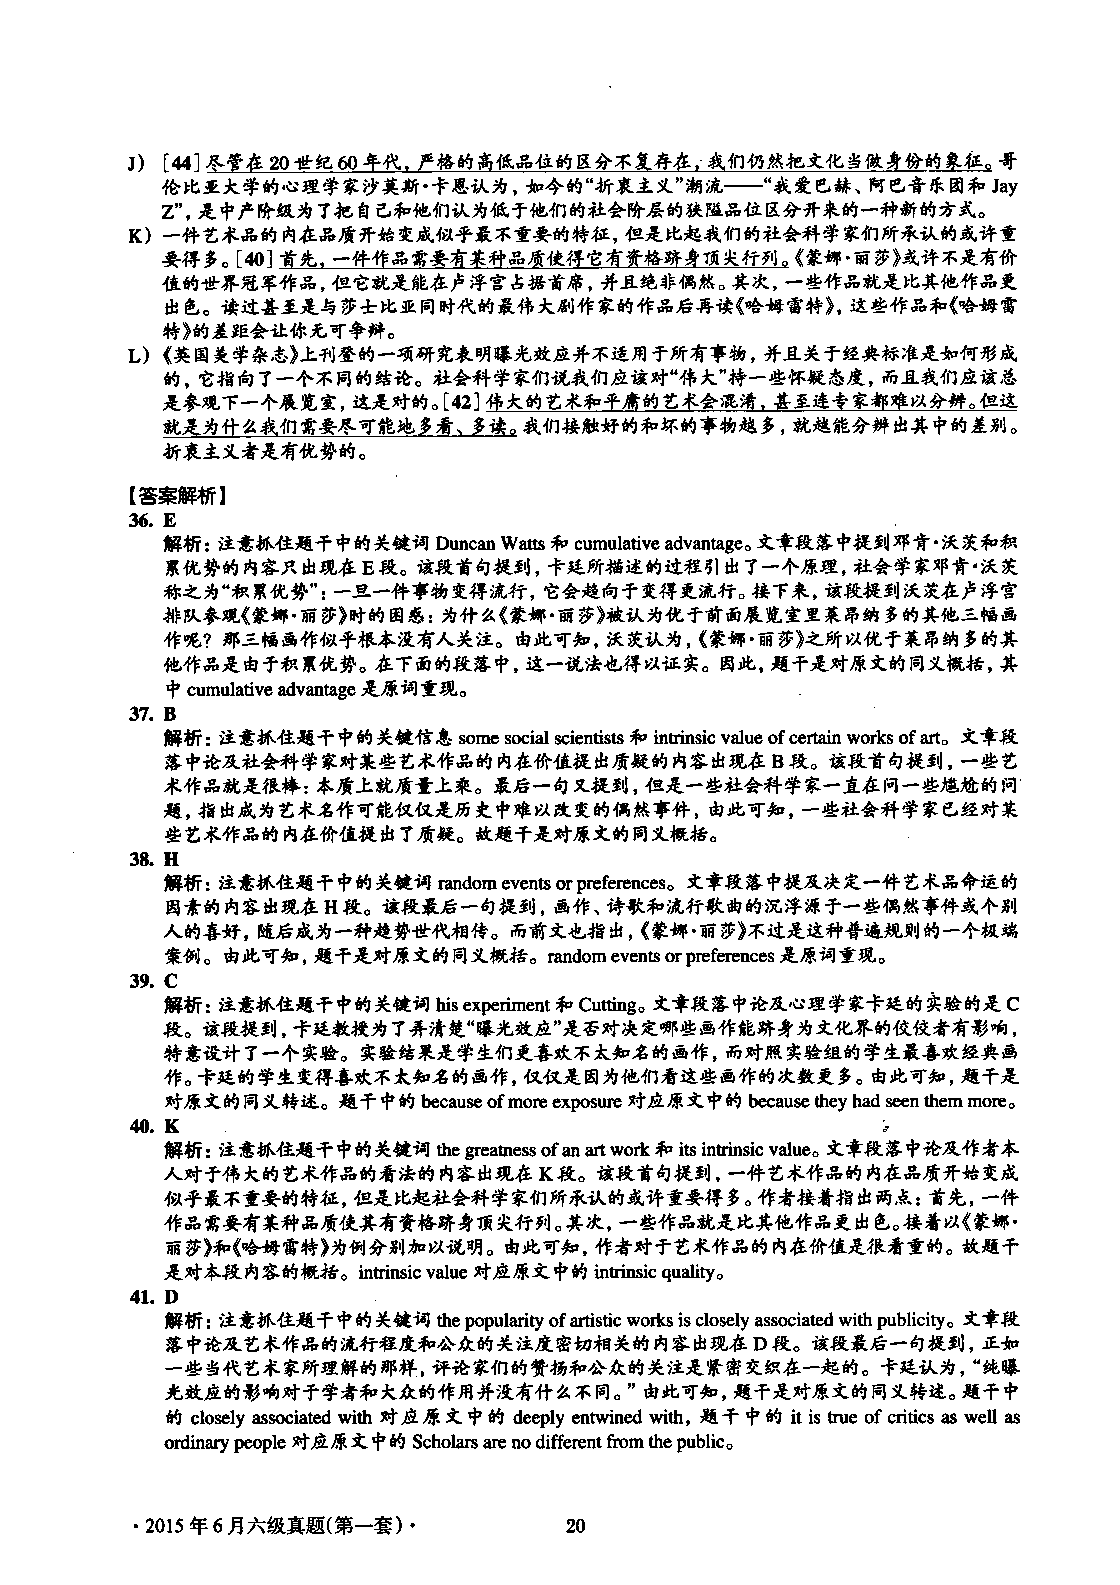 J) [44]尽管在 20 世纪 60 年代,严格的高低品位的区分不复存在,我们仍然把文化当做身份的象征。哥
伦比亚大学的心理学家沙莫斯·卡恩认为,如今的“折衷主义”潮流——“我爱巴赫、阿巴音乐团和 Jay
Z”,是中产阶级为了把自己和他们认为低于他们的社会阶层的狭隘品位区分开来的一种新的方式。
K) 一件艺术品的内在品质开始变成似乎最不重要的特征,但是比起我们的社会科学家们所承认的或许重
要得多。[40]首先,一件作品需要有某种品质使得它有资格跻身顶尖行列。《蒙娜·丽莎》或许不是有价
值的世界冠军作品,但它就是能在卢浮宫占据首席,并且绝非偶然。其次,一些作品就是比其他作品更
出色。读过甚至是与莎士比亚同时代的最伟大剧作家的作品后再读《哈姆雷特》,这些作品和《哈姆雷
特》的差距会让你无可争辩。
L) 《英国美学杂志》上刊登的一项研究表明曝光效应并不适用于所有事物,并且关于经典标准是如何形成
的,它指向了一个不同的结论。社会科学家们说我们应该对“伟大”持一些怀疑态度,而且我们应该总
是参观下一个展览室,这是对的。[42]伟大的艺术和平庸的艺术会混淆,甚至连专家都难以分辨。但这
就是为什么我们需要尽可能地多看、多读。我们接触好的和坏的事物越多,就越能分辨出其中的差别。
折衷主义者是有优势的。
【答案解析】
36. E
解析:注意抓住题干中的关键词 Duncan Watts 和 cumulative advantage。文章段落中提到邓肯·沃茨和积
累优势的内容只出现在 E 段。该段首句提到,卡廷所描述的过程引出了一个原理,社会学家邓肯·沃茨
称之为“积累优势”:一旦一件事物变得流行,它会趋向于变得更流行。接下来,该段提到沃茨在卢浮宫
排队参观《蒙娜·丽莎》时的困惑:为什么《蒙娜·丽莎》被认为优于前面展览室里莱昂纳多的其他三幅画
作呢?那三幅画作似乎根本没有人关注。由此可知,沃茨认为,《蒙娜·丽莎》之所以优于莱昂纳多的其
他作品是由于积累优势。在下面的段落中,这一说法也得以证实。因此,题干是对原文的同义概括,其
中 cumulative advantage 是原词重现。
37. B
解析:注意抓住题干中的关键信息 some social scientists 和 intrinsic value of certain works of art。文章段
落中论及社会科学家对某些艺术作品的内在价值提出质疑的内容出现在 B 段。该段首句提到,一些艺
术作品就是很棒:本质上就质量上乘。最后一句又提到,但是一些社会科学家一直在问一些尴尬的问
题,指出成为艺术名作可能仅仅是历史中难以改变的偶然事件,由此可知,一些社会科学家已经对某
些艺术作品的内在价值提出了质疑。故题干是对原文的同义概括。
38. H
解析:注意抓住题干中的关键词 random events or preferences。文章段落中提及决定一件艺术品命运的
因素的内容出现在 H 段。该段最后一句提到,画作、诗歌和流行歌曲的沉浮源于一些偶然事件或个别
人的喜好,随后成为一种趋势世代相传。而前文也指出,《蒙娜·丽莎》不过是这种普遍规则的一个极端
案例。由此可知,题干是对原文的同义概括。random events or preferences 是原词重现。
39. C
解析:注意抓住题干中的关键词 his experiment 和 Cutting。文章段落中论及心理学家卡廷的实验的是 C
段。该段提到,卡廷教授为了弄清楚“曝光效应”是否对决定哪些画作能跻身为文化界的佼佼者有影响,
特意设计了一个实验。实验结果是学生们更喜欢不太知名的画作,而对照实验组的学生最喜欢经典画
作。卡廷的学生变得喜欢不太知名的画作,仅仅是因为他们看这些画作的次数更多。由此可知,题干是
对原文的同义转述。题干中的 because of more exposure 对应原文中的 because they had seen them more。
40. K
解析:注意抓住题干中的关键词 the greatness of an art work 和 its intrinsic value。文章段落中论及作者本
人对于伟大的艺术作品的看法的内容出现在 K 段。该段首句提到,一件艺术作品的内在品质开始变成
似乎最不重要的特征,但是比起社会科学家们所承认的或许重要得多。作者接着指出两点:首先,一件
作品需要有某种品质使其有资格跻身顶尖行列。其次,一些作品就是比其他作品更出色。接着以《蒙娜·
丽莎》和《哈姆雷特》为例分别加以说明。由此可知,作者对于艺术作品的内在价值是很看重的。故题干
是对本段内容的概括。intrinsic value 对应原文中的 intrinsic quality。
41. D
解析:注意抓住题干中的关键词 the popularity of artistic works is closely associated with publicity。文章段
落中论及艺术作品的流行程度和公众的关注度密切相关的内容出现在 D 段。该段最后一句提到,正如
一些当代艺术家所理解的那样,评论家们的赞扬和公众的关注是紧密交织在一起的。卡廷认为,“纯曝
光效应的影响对于学者和大众的作用并没有什么不同。”由此可知,题干是对原文的同义转述。题干中
的 closely associated with 对应原文中的 deeply entwined with,题干中的 it is true of critics as well as
ordinary people 对应原文中的 Scholars are no different from the public。
·2015 年 6 月六级真题(第一套)· 20